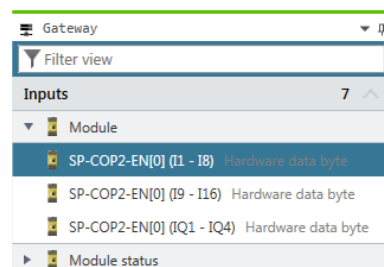 Gateway
Filter view
Inputs 7
Module
SP-COP2-EN[0] (I1 - I8) Hardware data byte
SP-COP2-EN[0] (I9 - I16) Hardware data byte
SP-COP2-EN[0] (IQ1 - IQ4) Hardware data byte
Module status